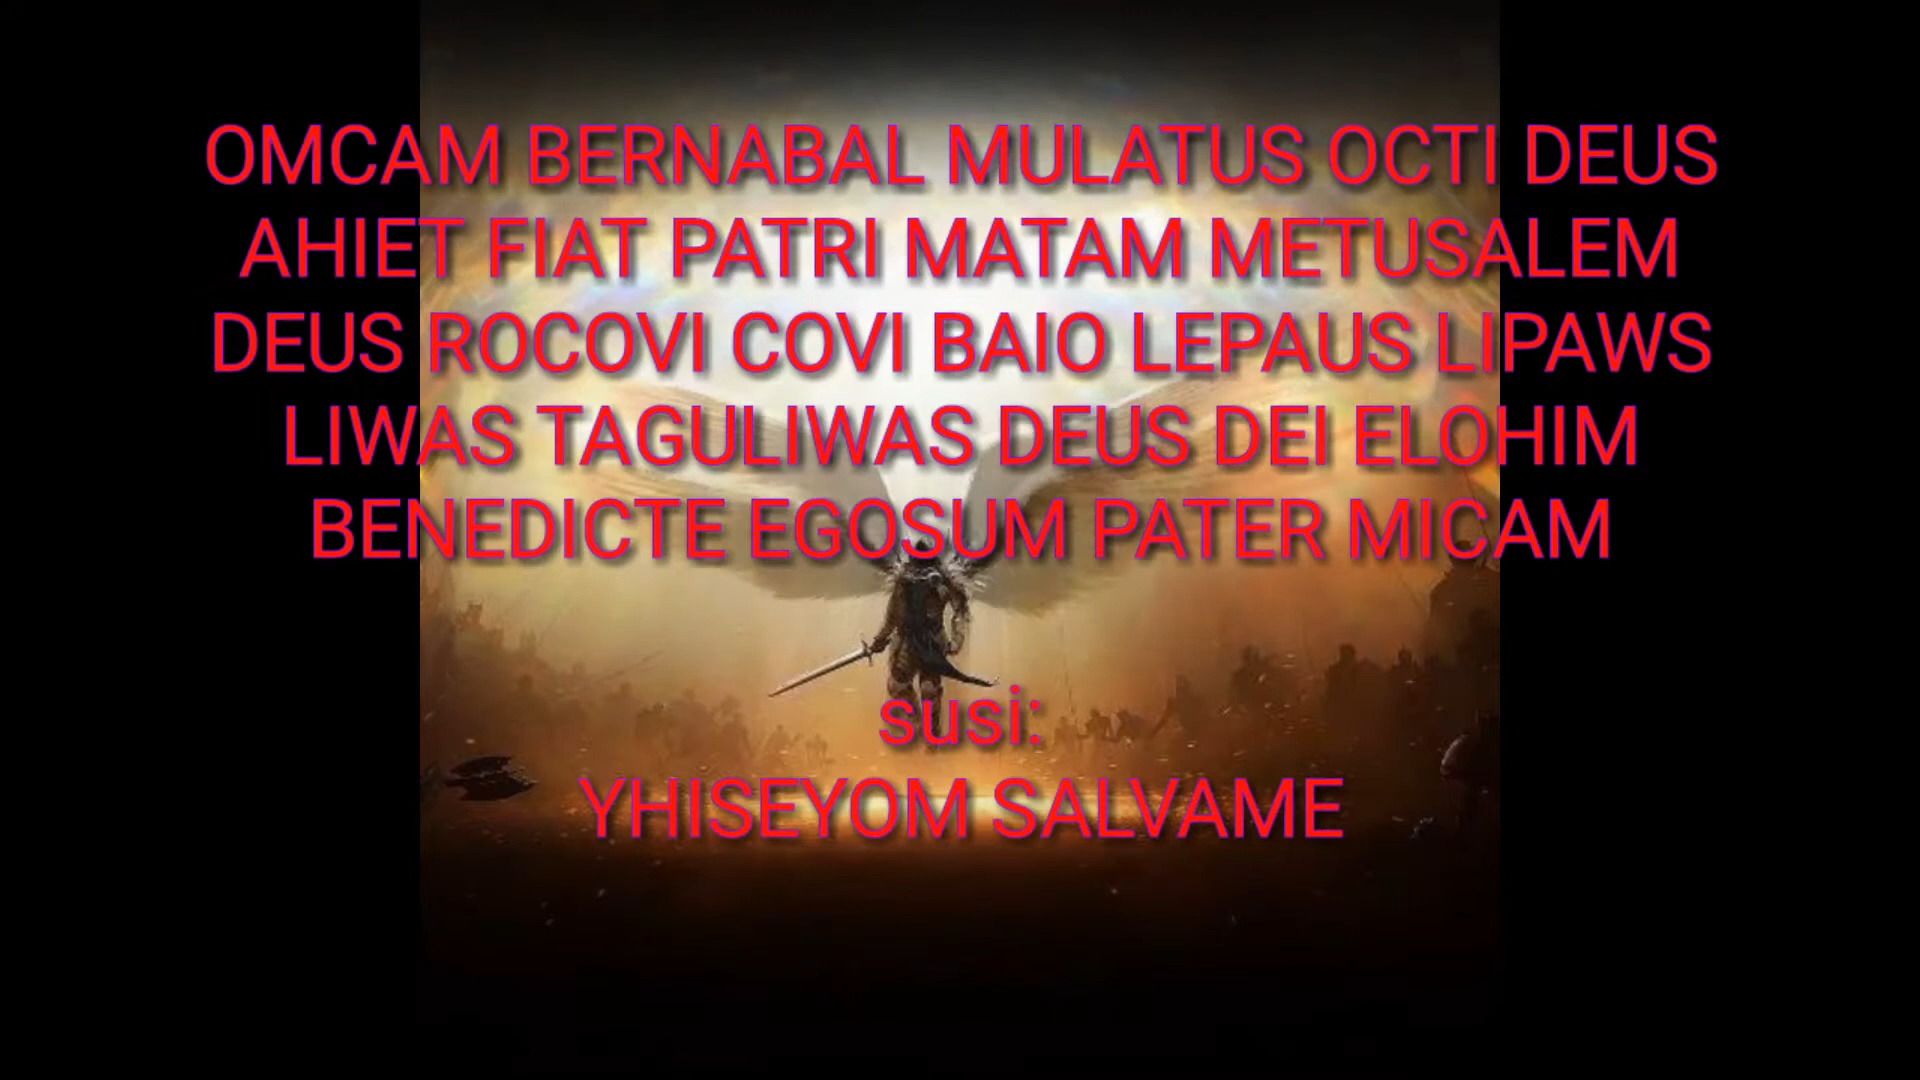 OMCAM BERNABAL MULATUS OCTI DEUS
AHIET FIAT PATRI MATAM METUSALEM
DEUS ROCOVI COVI BAIO LEPAUS LIPAWS
LIWAS TAGULIWAS DEUS DEI ELOHIM
BENEDICTE EGOSUM PATER MICAM
susi:
YHISEYOM SALVAME